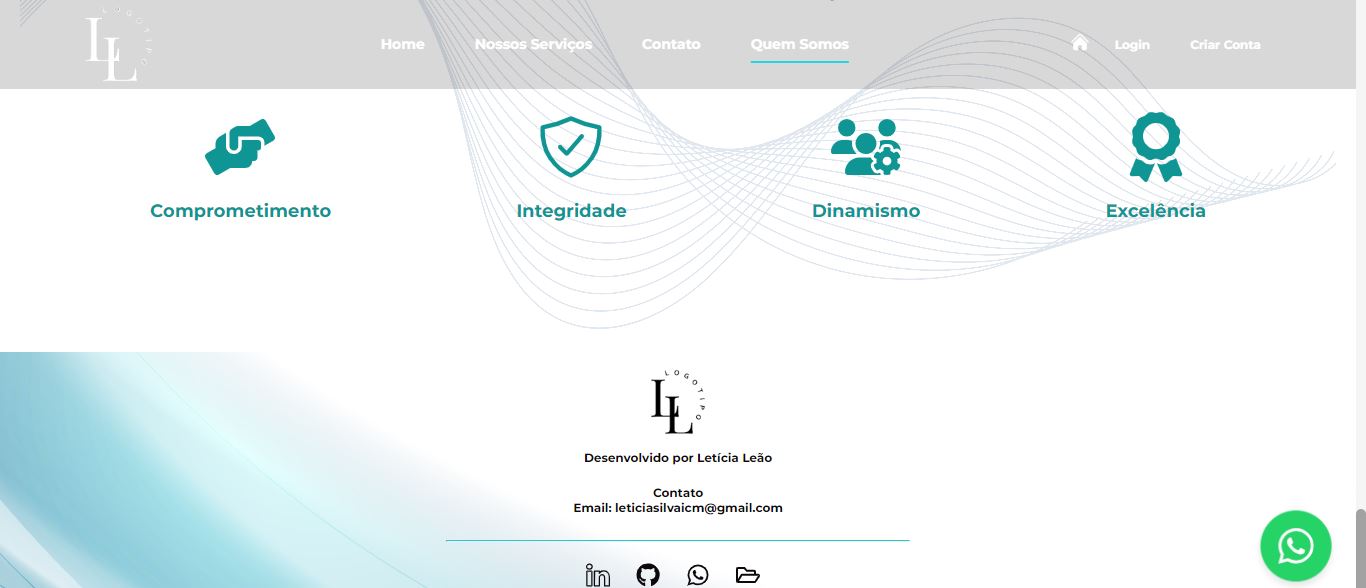 LL LOGOTIPO
Home Nossos Serviços Contato Quem Somos Login Criar Conta
Comprometimento Integridade Dinamismo Excelência
LL LOGOTIPO
Desenvolvido por Letícia Leão
Contato
Email: leticiasilvaicm@gmail.com
in